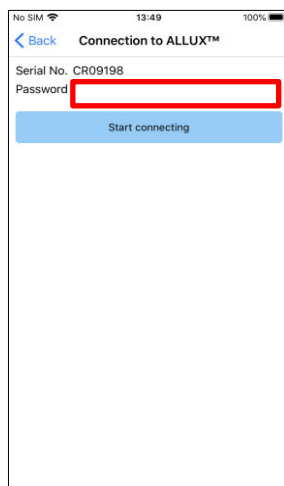 No SIM 13:49 100%
Back Connection to ALLUX™
Serial No. CR09198
Password
Start connecting